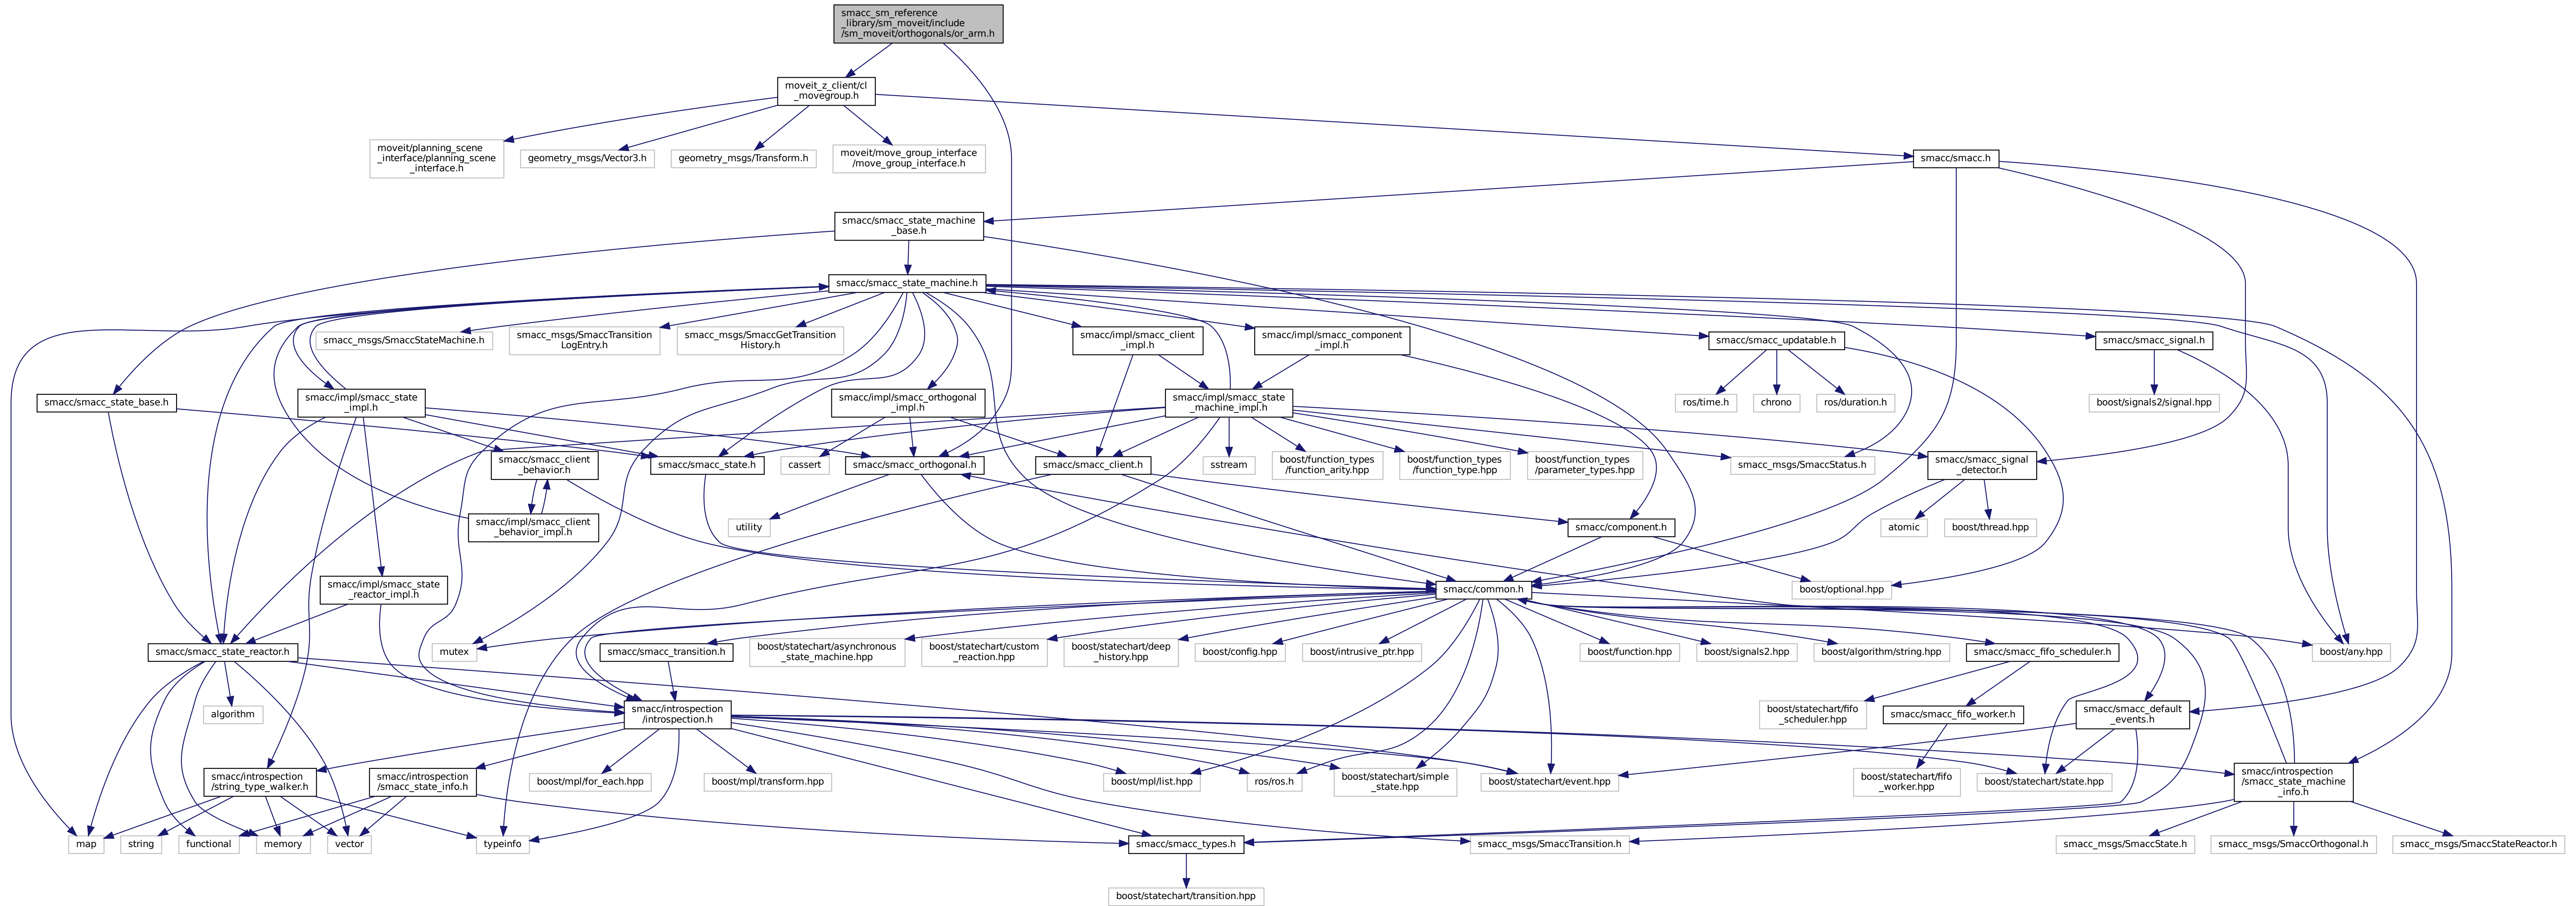 smacc_sm_reference
_library/sm_moveit/include
/sm_moveit/orthogonals/or_arm.h
moveit_z_client/cl
_movegroup.h
moveit/planning_scene
_interface/planning_scene
_interface.h
geometry_msgs/Vector3.h
geometry_msgs/Transform.h
moveit/move_group_interface
/move_group_interface.h
smacc/smacc.h
smacc/smacc_state_machine
_base.h
smacc/smacc_state_machine.h
smacc_msgs/SmaccStateMachine.h
smacc_msgs/SmaccTransition
LogEntry.h
smacc_msgs/SmaccGetTransition
History.h
smacc/impl/smacc_client
_impl.h
smacc/impl/smacc_component
_impl.h
smacc/smacc_updatable.h
smacc/smacc_signal.h
smacc/smacc_state_base.h
smacc/impl/smacc_state
_impl.h
smacc/impl/smacc_orthogonal
_impl.h
smacc/impl/smacc_state
_machine_impl.h
ros/time.h
chrono
ros/duration.h
boost/signals2/signal.hpp
smacc/smacc_client
_behavior.h
smacc/smacc_state.h
cassert
smacc/smacc_orthogonal.h
smacc/smacc_client.h
sstream
boost/function_types
/function_arity.hpp
boost/function_types
/function_type.hpp
boost/function_types
/parameter_types.hpp
smacc_msgs/SmaccStatus.h
smacc/smacc_signal
_detector.h
smacc/impl/smacc_client
_behavior_impl.h
utility
smacc/component.h
atomic
boost/thread.hpp
smacc/impl/smacc_state
_reactor_impl.h
smacc/common.h
boost/optional.hpp
smacc/smacc_state_reactor.h
mutex
smacc/smacc_transition.h
boost/statechart/asynchronous
_state_machine.hpp
boost/statechart/custom
_reaction.hpp
boost/statechart/deep
_history.hpp
boost/config.hpp
boost/intrusive_ptr.hpp
boost/function.hpp
boost/signals2.hpp
boost/algorithm/string.hpp
smacc/smacc_fifo_scheduler.h
boost/any.hpp
algorithm
smacc/introspection
/introspection.h
boost/statechart/fifo
_scheduler.hpp
smacc/smacc_fifo_worker.h
smacc/smacc_default
_events.h
smacc/introspection
/string_type_walker.h
smacc/introspection
/smacc_state_info.h
boost/mpl/for_each.hpp
boost/mpl/transform.hpp
boost/mpl/list.hpp
ros/ros.h
boost/statechart/simple
_state.hpp
boost/statechart/event.hpp
boost/statechart/fifo
_worker.hpp
boost/statechart/state.hpp
smacc/introspection
/smacc_state_machine
_info.h
map
string
functional
memory
vector
typeinfo
smacc/smacc_types.h
smacc_msgs/SmaccTransition.h
smacc_msgs/SmaccState.h
smacc_msgs/SmaccOrthogonal.h
smacc_msgs/SmaccStateReactor.h
boost/statechart/transition.hpp